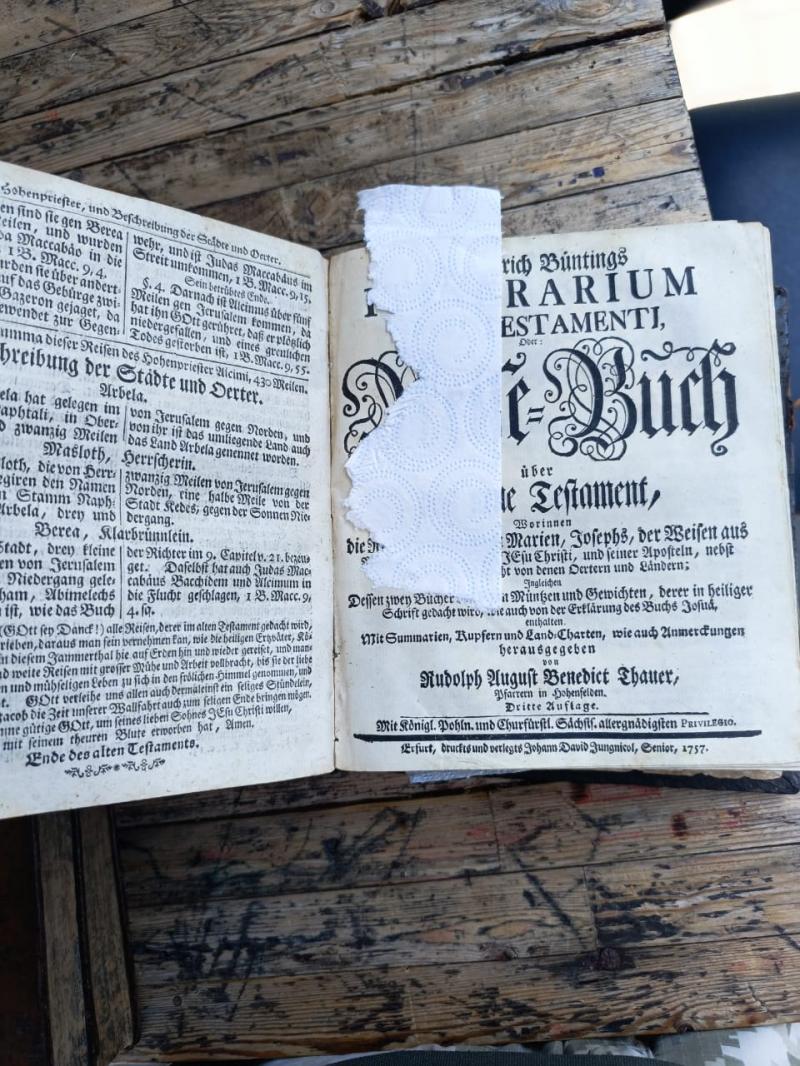 Hohenpriester, und Beschreibung der Städte und Oerter.
en sind sie gen Berea
eilen, und wurden
da Maccabäo in die
1 B. Macc. 9, 4.
urden sie über andert-
auf das Gebürge zwi-
Gazeron gejaget, da
ewendet zur Gegen-
wehr, und ist Judas Maccabäus im
Streit umkommen, 1 B. Macc. 9, 15.
Sein betrübtes Ende.
§. 4. Darnach ist Alcimus über fünf
Meilen gen Jerusalem kommen, da
hat ihn GOtt gerühret, daß er plötzlich
niedergefallen, und eines greulichen
Todes gestorben ist, 1 B. Macc. 9, 55.
umma dieser Reisen des Hohenpriester Alcimi, 430 Meilen.
chreibung der Städte und Oerter.
Arbela.
ela hat gelegen im
aphtali, in Ober-
d zwanzig Meilen
von Jerusalem gegen Norden, und
von ihr ist das umliegende Land auch
das Land Arbela genennet worden.
Masloth, Herrscherin.
loth, die von Herr-
egiren den Namen
n Stamm Naph-
Arbela, drey und
zwanzig Meilen von Jerusalem gegen
Norden, eine halbe Meile von der
Stadt Kedes, gegen der Sonnen Nie-
dergang.
Berea, Klarbrünnlein.
Stadt, drey kleine
en von Jerusalem
Niedergang gele-
ham, Abimelechs
ist, wie das Buch
der Richter im 9. Capitel v. 21. bezeu-
get. Daselbst hat auch Judas Mac-
cabäus Bacchidem und Alcimum in
die Flucht geschlagen, 1 B. Macc. 9,
4. sq.
(GOtt sey Danck!) alle Reisen, derer im alten Testament gedacht wird,
rieben, daraus man fein vernehmen kan, wie die heiligen Erzväter, Kö-
in diesem Jammerthal hie auf Erden hin und wieder gereiset, und man-
d weite Reisen mit grosser Mühe und Arbeit vollbracht, bis sie der liebe
n und mühseligen Leben zu sich in den frölichen Himmel genommen, und
t. GOtt verleihe uns allen auch dermaleinst ein seliges Stündelein,
tacob die Zeit unserer Wallfahrt auch zum seligen Ende bringen mögen.
nne gütige GOtt, um seines lieben Sohnes JEsu Christi willen,
mit seinem theuren Blute erworben hat, Amen.
Ende des alten Testaments.
rich Büntings
RARIUM
ESTAMENTI,
Oder:
e-Buch
über
e Testament,
Worinnen
die Marien, Josephs, der Weisen aus
JEsu Christi, und seiner Apostein, nebst
ht von denen Oertern und Ländern;
Ingleichen
Dessen zwey Bücher Müntzen und Gewichten, derer in heiliger
Schrift gedacht wird, wie auch von der Erklärung des Buchs Josuä,
enthalten.
Mit Summarien, Kupfern und Land-Charten, wie auch Anmerckungen
herausgegeben
von
Rudolph August Benedict Thauer,
Pfarrern in Hohenfelden.
Dritte Auflage.
Mit Königl. Pohln. und Churfürstl. Sächsis. allergnädigsten PRIVILEGIO.
Erfurt, druckts und verlegts Johann David Jungnicol, Senior, 1757.